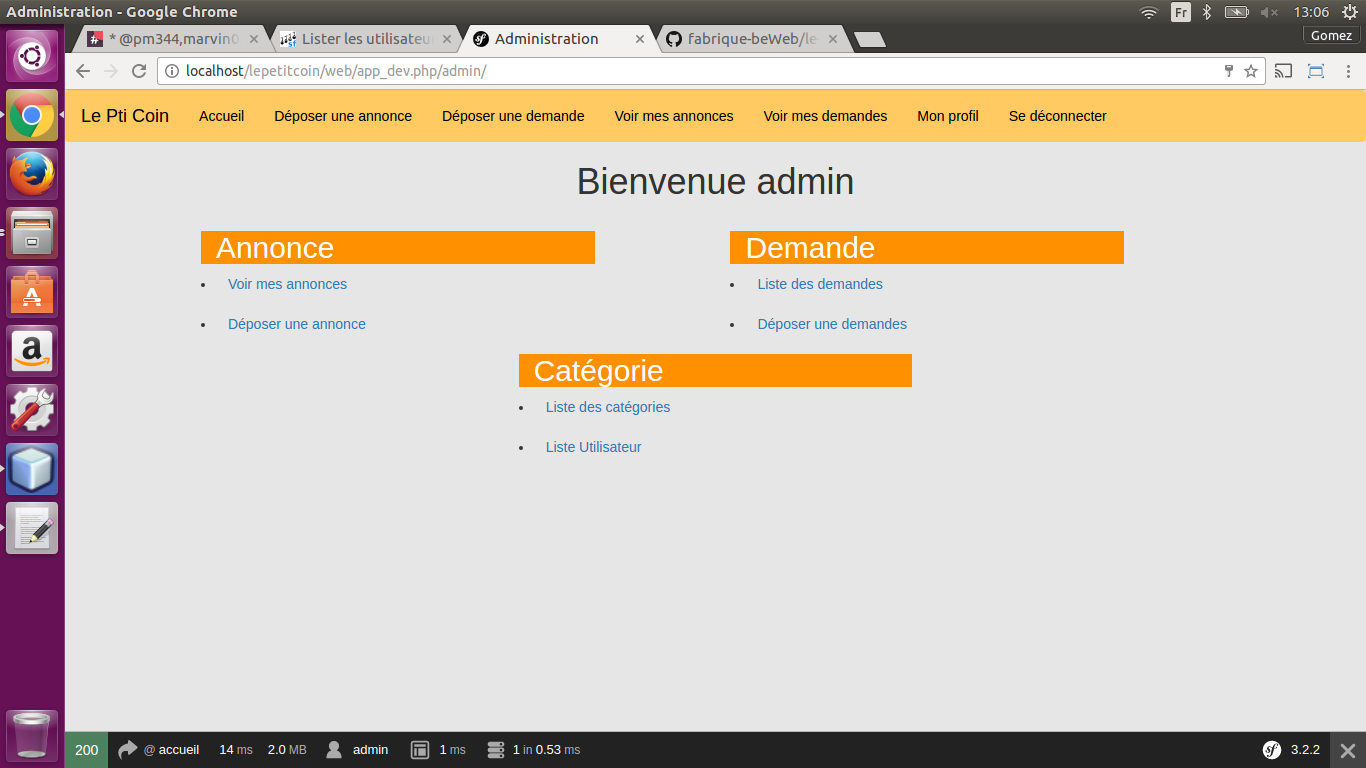 Administration - Google Chrome
Fr
13:06
* @pm344,marvin
Lister les utilisateu
Administration
fabrique-beWeb/le
Gomez
localhost/lepetitcoin/web/app_dev.php/admin/
Le Pti Coin Accueil Déposer une annonce Déposer une demande Voir mes annonces Voir mes demandes Mon profil Se déconnecter
Bienvenue admin
Annonce
Voir mes annonces
Déposer une annonce
Demande
Liste des demandes
Déposer une demandes
Catégorie
Liste des catégories
Liste Utilisateur
200 @ accueil 14 ms 2.0 MB admin 1 ms 1 in 0.53 ms 3.2.2